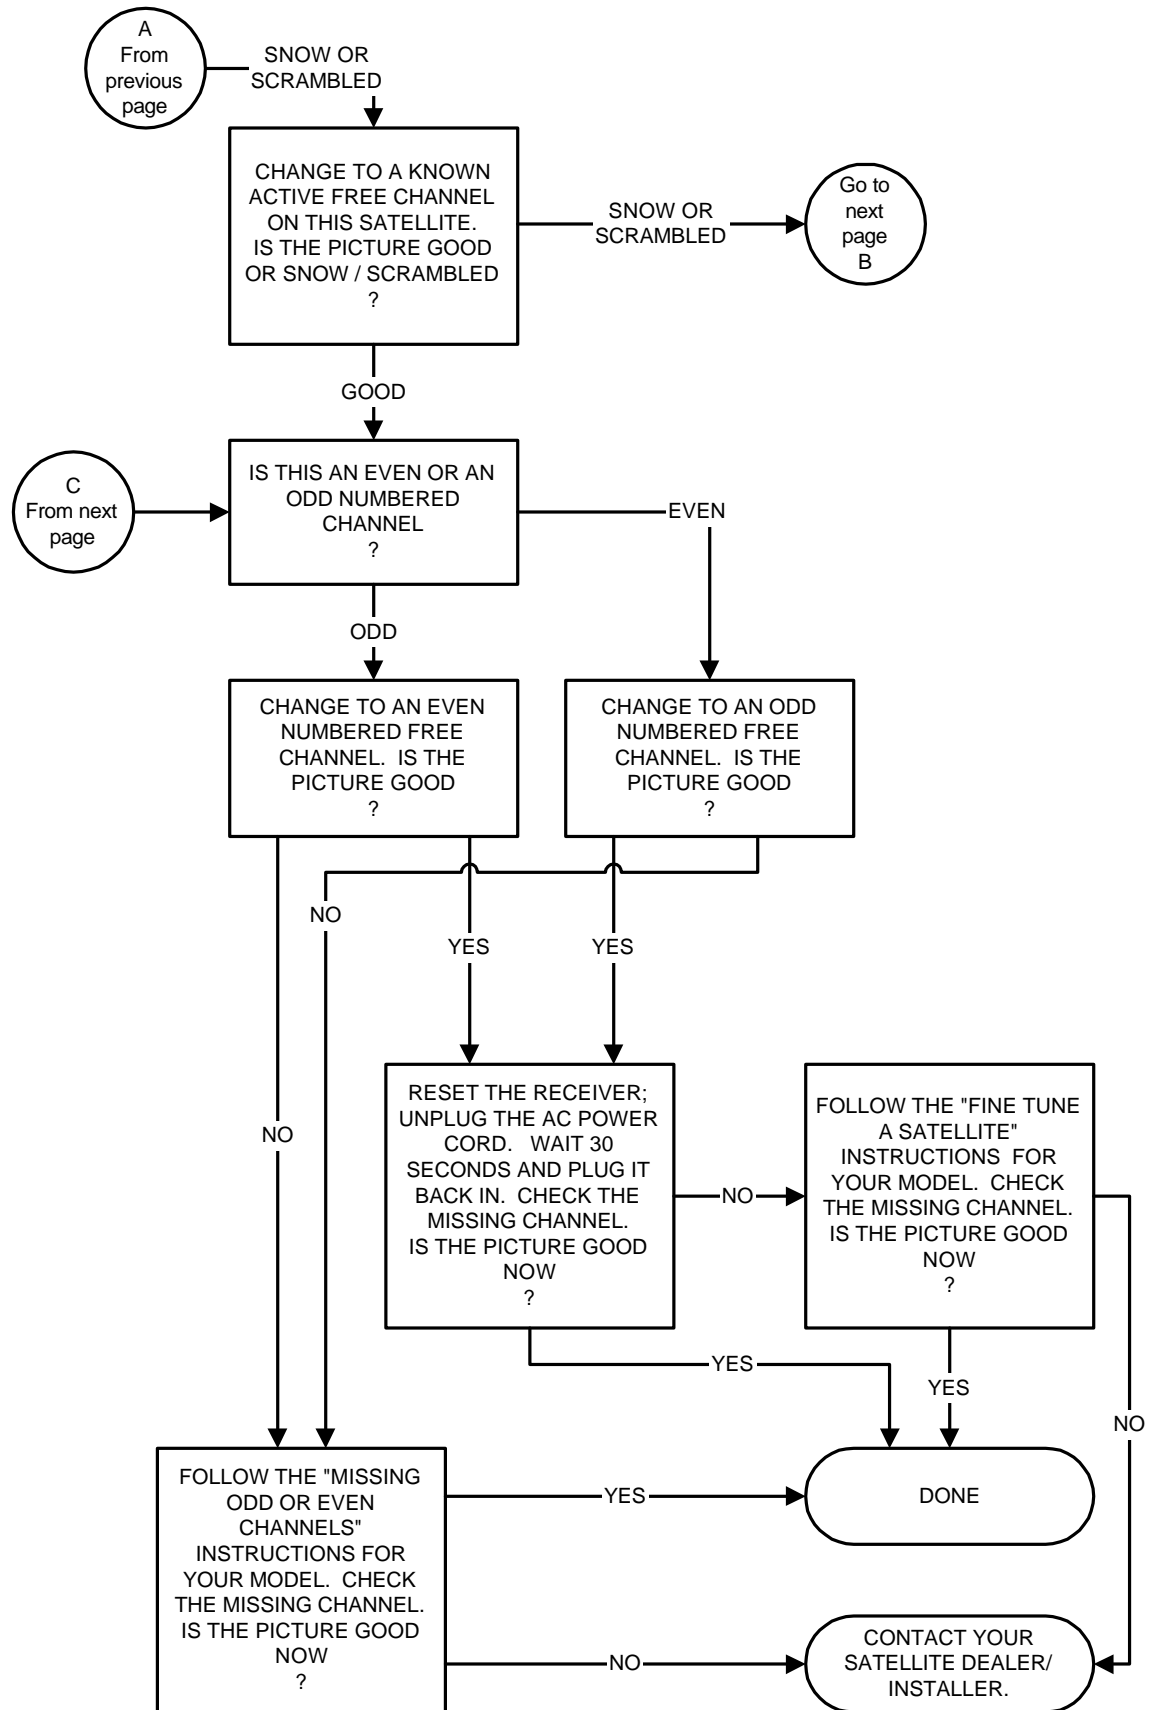 A
From
previous
page
SNOW OR
SCRAMBLED
CHANGE TO A KNOWN
ACTIVE FREE CHANNEL
ON THIS SATELLITE.
IS THE PICTURE GOOD
OR SNOW / SCRAMBLED
?
SNOW OR
SCRAMBLED
Go to
next
page
B
GOOD
C
From next
page
IS THIS AN EVEN OR AN
ODD NUMBERED
CHANNEL
?
EVEN
ODD
CHANGE TO AN EVEN
NUMBERED FREE
CHANNEL. IS THE
PICTURE GOOD
?
CHANGE TO AN ODD
NUMBERED FREE
CHANNEL. IS THE
PICTURE GOOD
?
NO
YES
YES
NO
RESET THE RECEIVER;
UNPLUG THE AC POWER
CORD. WAIT 30
SECONDS AND PLUG IT
BACK IN. CHECK THE
MISSING CHANNEL.
IS THE PICTURE GOOD
NOW
?
NO
FOLLOW THE "FINE TUNE
A SATELLITE"
INSTRUCTIONS FOR
YOUR MODEL. CHECK
THE MISSING CHANNEL.
IS THE PICTURE GOOD
NOW
?
YES
YES
NO
FOLLOW THE "MISSING
ODD OR EVEN
CHANNELS"
INSTRUCTIONS FOR
YOUR MODEL. CHECK
THE MISSING CHANNEL.
IS THE PICTURE GOOD
NOW
?
YES
DONE
NO
CONTACT YOUR
SATELLITE DEALER/
INSTALLER.